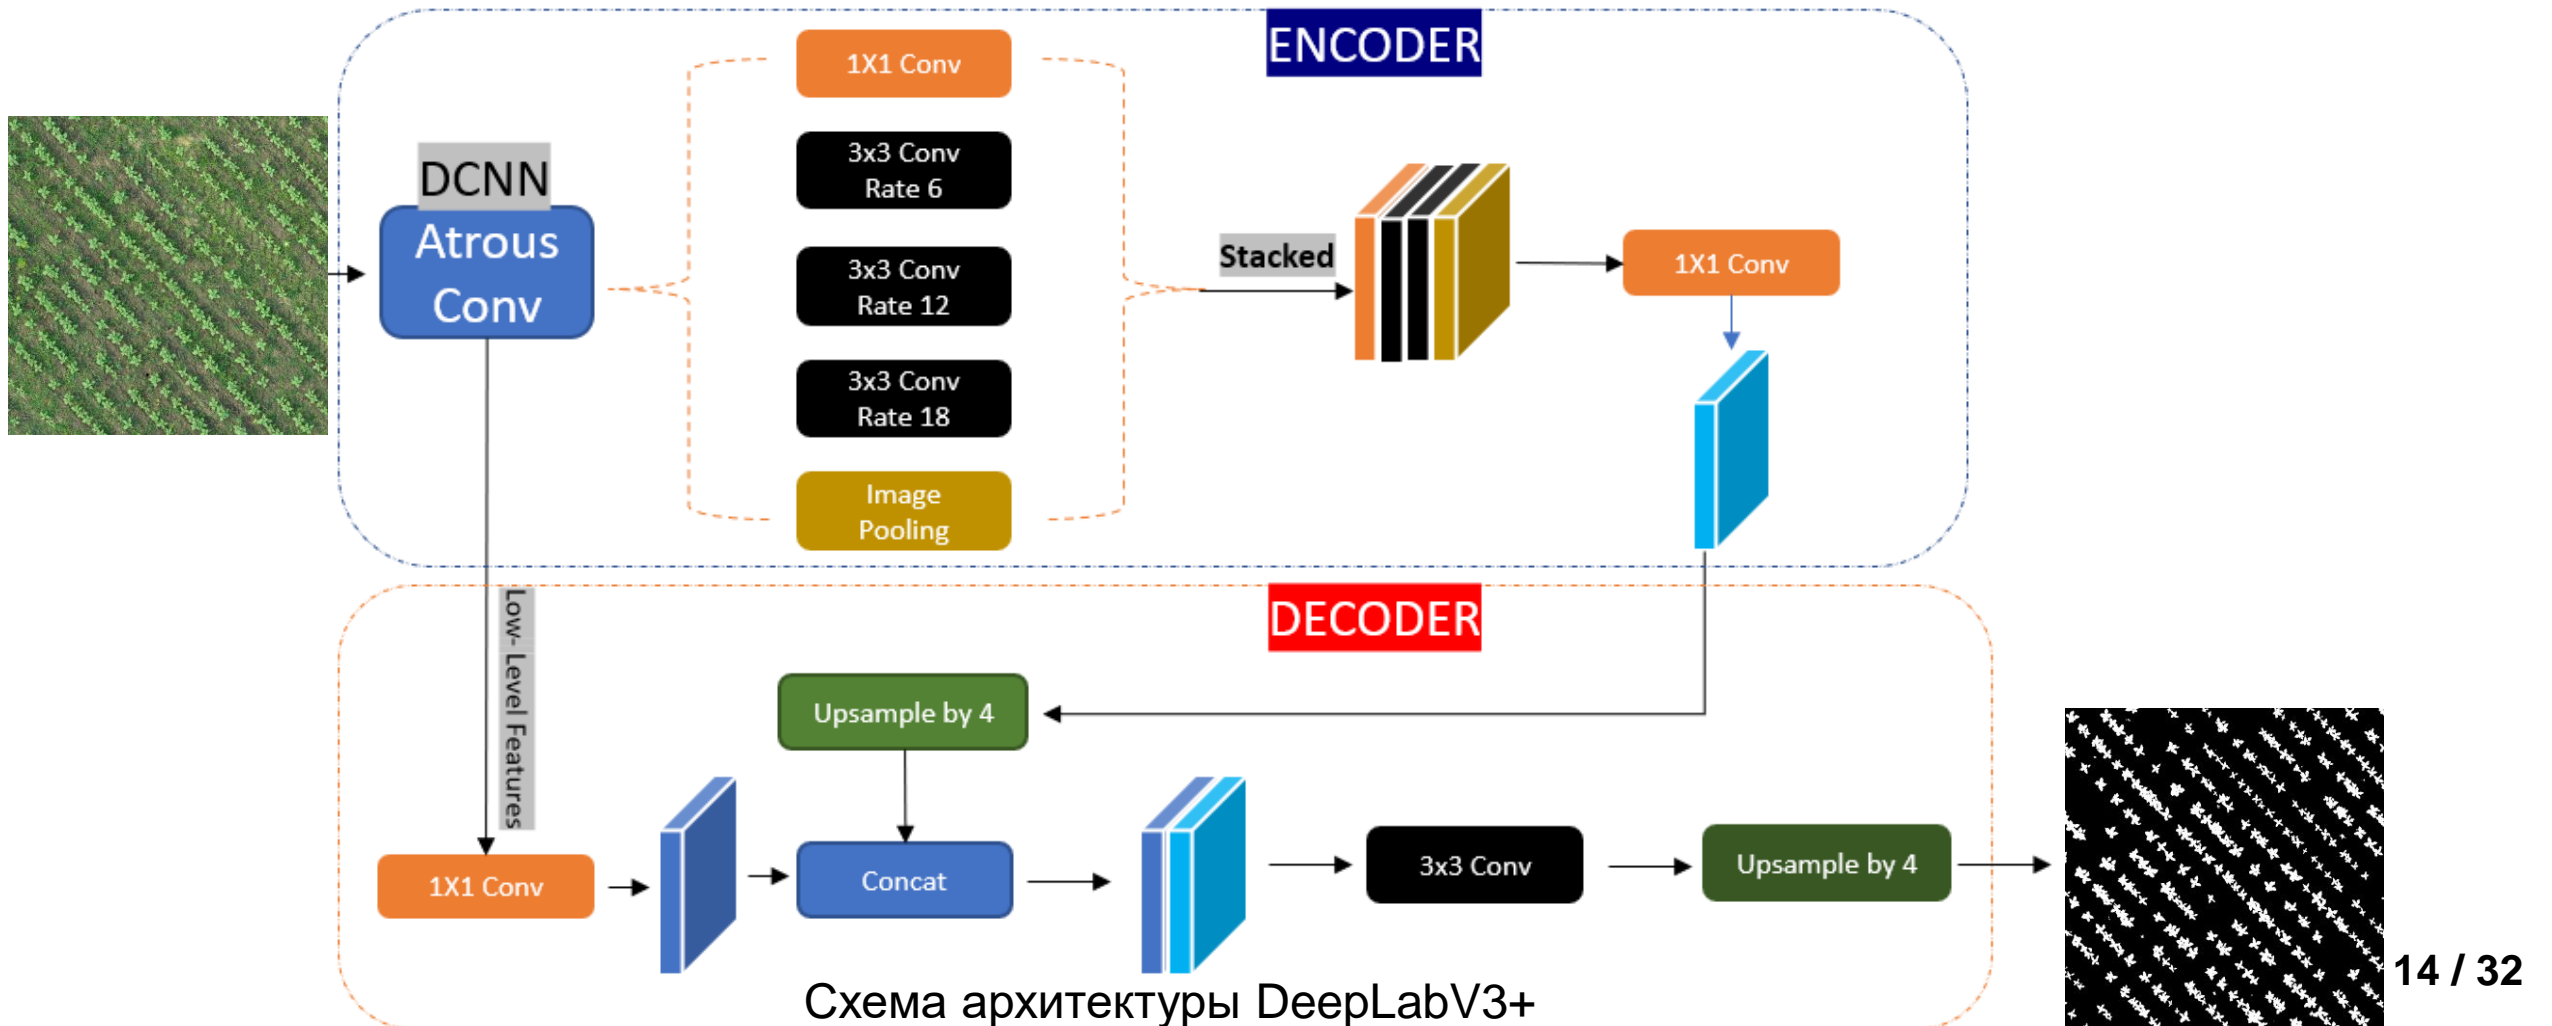 ENCODER
1X1 Conv
DCNN
Atrous
Conv
3x3 Conv
Rate 6
3x3 Conv
Rate 12
3x3 Conv
Rate 18
Image
Pooling
Stacked
1X1 Conv
DECODER
Low- Level Features
Upsample by 4
1X1 Conv
Concat
3x3 Conv
Upsample by 4
Схема архитектуры DeepLabV3+
14 / 32